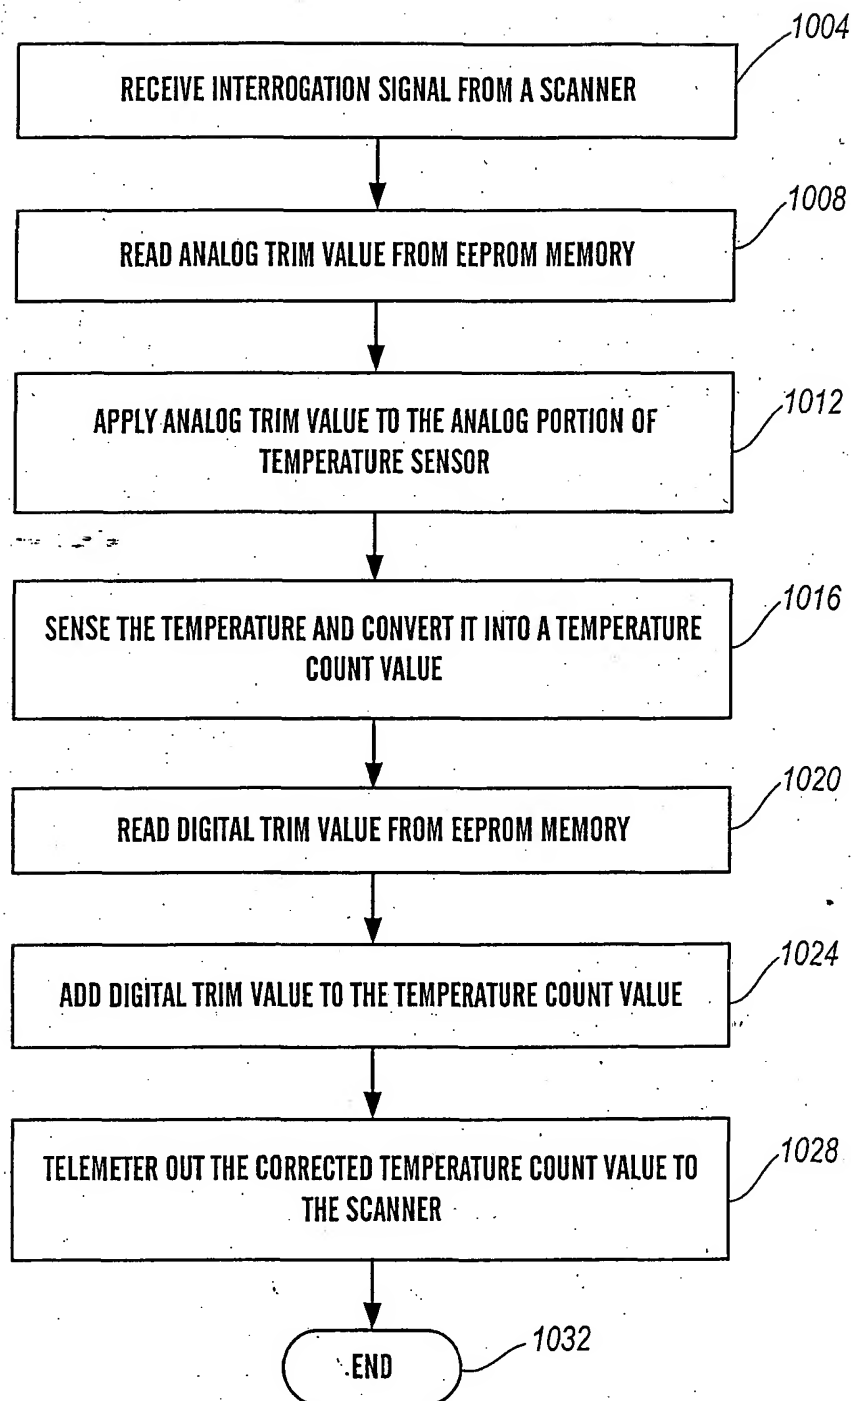 1004
RECEIVE INTERROGATION SIGNAL FROM A SCANNER
1008
READ ANALOG TRIM VALUE FROM EEPROM MEMORY
1012
APPLY ANALOG TRIM VALUE TO THE ANALOG PORTION OF
TEMPERATURE SENSOR
1016
SENSE THE TEMPERATURE AND CONVERT IT INTO A TEMPERATURE
COUNT VALUE
1020
READ DIGITAL TRIM VALUE FROM EEPROM MEMORY
1024
ADD DIGITAL TRIM VALUE TO THE TEMPERATURE COUNT VALUE
1028
TELEMETER OUT THE CORRECTED TEMPERATURE COUNT VALUE TO
THE SCANNER
1032
END